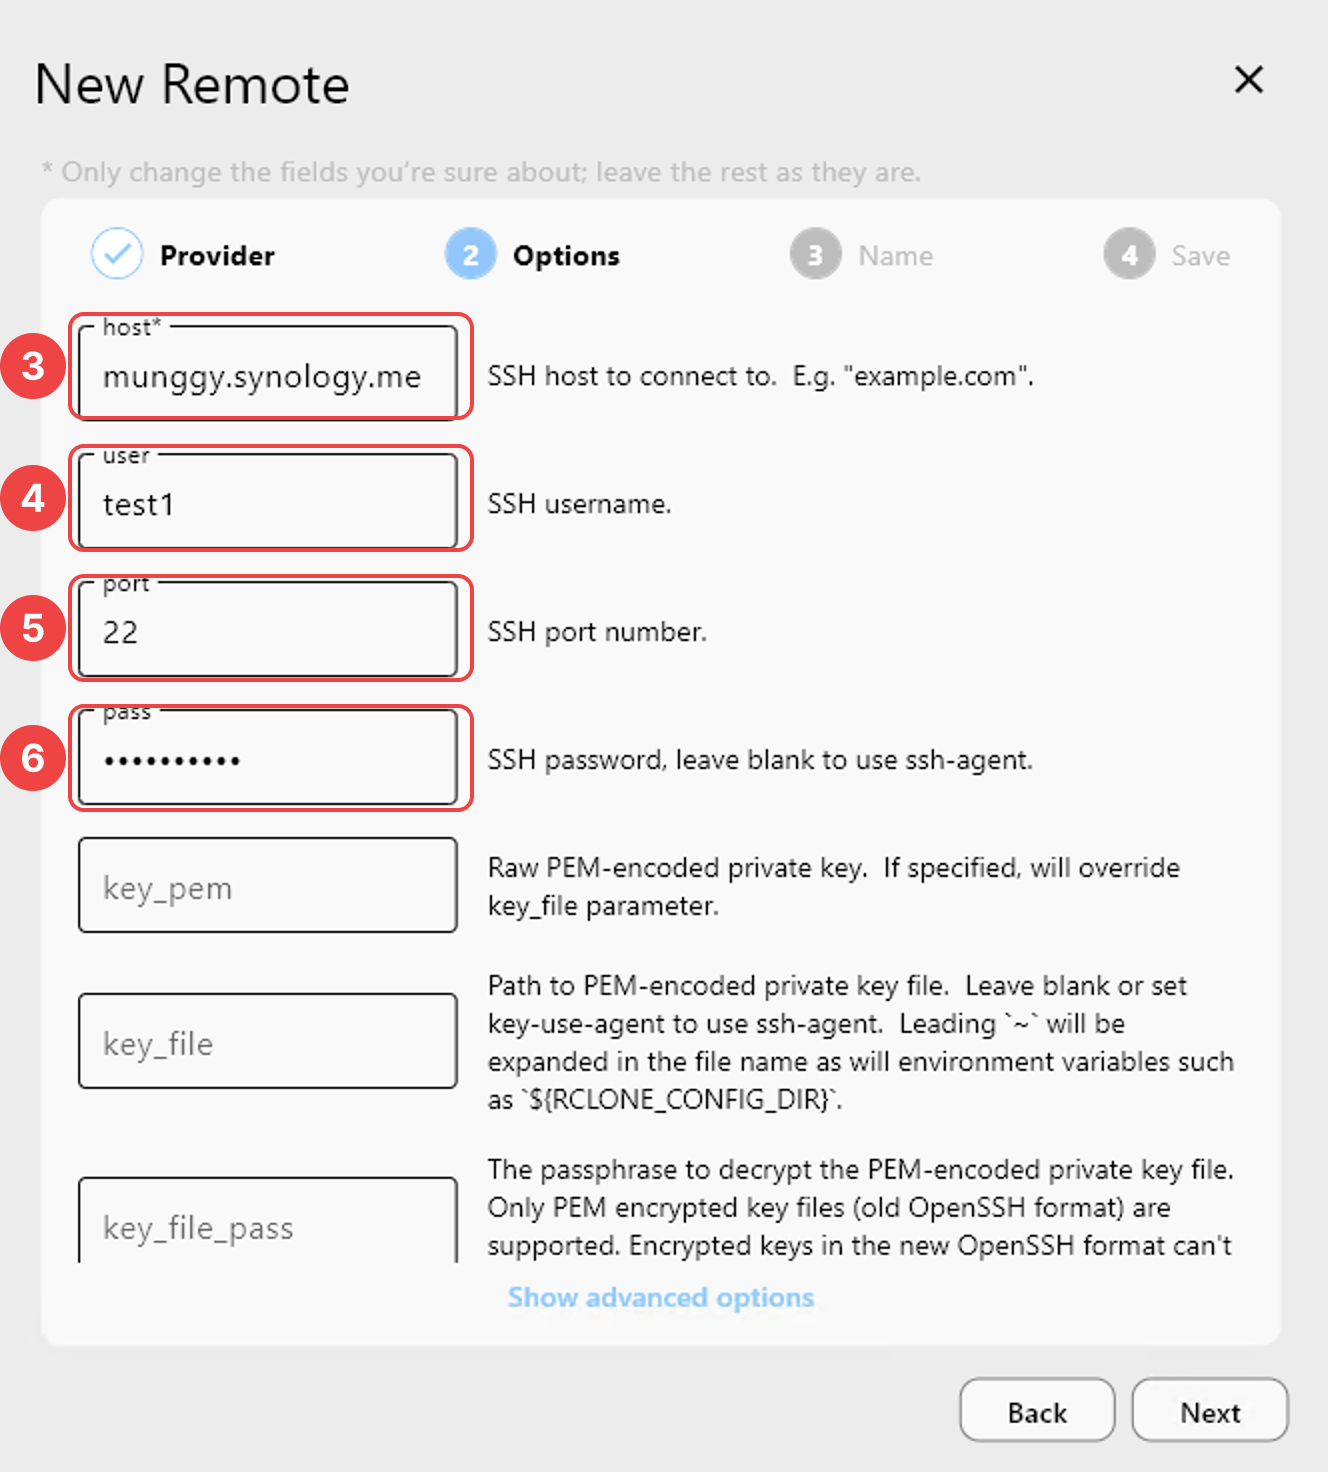 New Remote
* Only change the fields you're sure about; leave the rest as they are.
Provider
2 Options
3 Name
4 Save
3
host*
munggy.synology.me
SSH host to connect to.  E.g. "example.com".
4
user
test1
SSH username.
5
port
22
SSH port number.
6
pass
••••••••••
SSH password, leave blank to use ssh-agent.
key_pem
Raw PEM-encoded private key.  If specified, will override
key_file parameter.
key_file
Path to PEM-encoded private key file.  Leave blank or set
key-use-agent to use ssh-agent.  Leading `~` will be
expanded in the file name as will environment variables such
as `${RCLONE_CONFIG_DIR}`.
key_file_pass
The passphrase to decrypt the PEM-encoded private key file.
Only PEM encrypted key files (old OpenSSH format) are
supported. Encrypted keys in the new OpenSSH format can't
Show advanced options
Back
Next